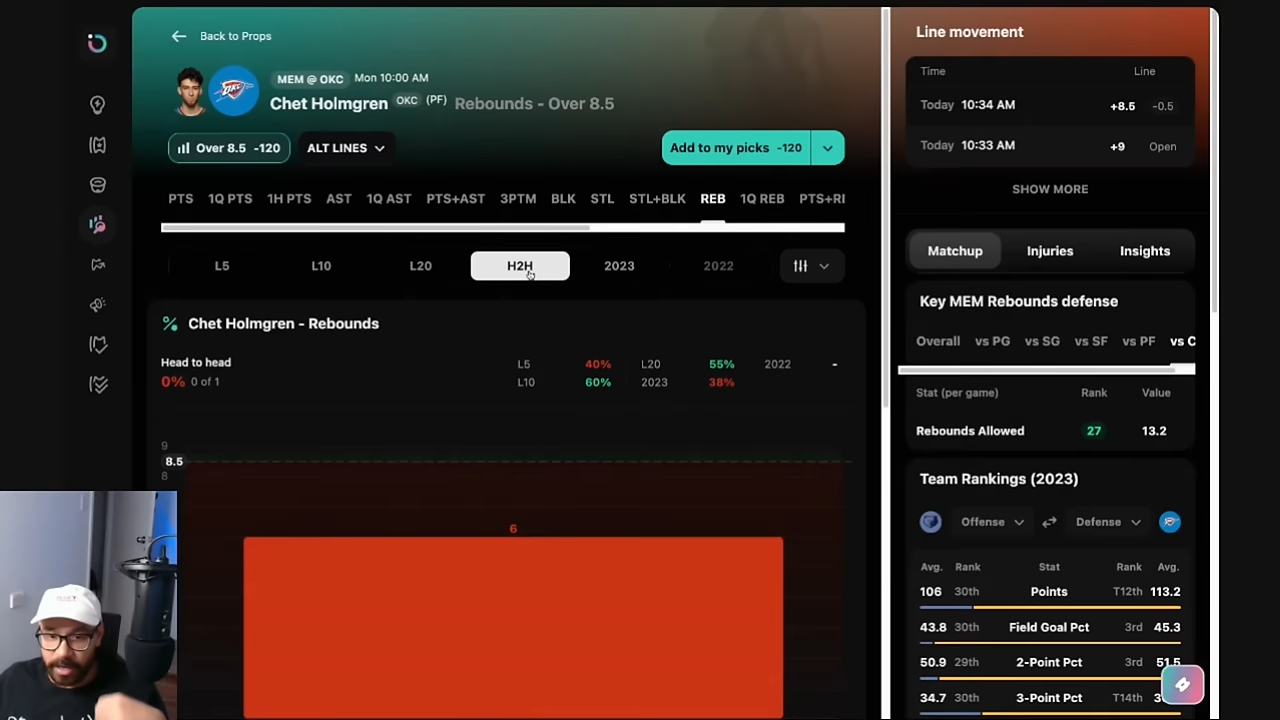 Back to Props
MEM @ OKC Mon 10:00 AM
Chet Holmgren OKC (PF) Rebounds - Over 8.5
Over 8.5 -120 ALT LINES
Add to my picks -120
PTS 1Q PTS 1H PTS AST 1Q AST PTS+AST 3PTM BLK STL STL+BLK REB 1Q REB PTS+RI
L5 L10 L20 H2H 2023 2022
Chet Holmgren - Rebounds
Head to head
0% 0 of 1
L5 40% L20 55% 2022 -
L10 60% 2023 38%
9
8.5
8
6
Line movement
Time Line
Today 10:34 AM +8.5 -0.5
Today 10:33 AM +9 Open
SHOW MORE
Matchup Injuries Insights
Key MEM Rebounds defense
Overall vs PG vs SG vs SF vs PF vs C
Stat (per game) Rank Value
Rebounds Allowed 27 13.2
Team Rankings (2023)
Offense Defense
Avg. Rank Stat Rank Avg.
106 30th Points T12th 113.2
43.8 30th Field Goal Pct 3rd 45.3
50.9 29th 2-Point Pct 3rd 51.5
34.7 30th 3-Point Pct T14th